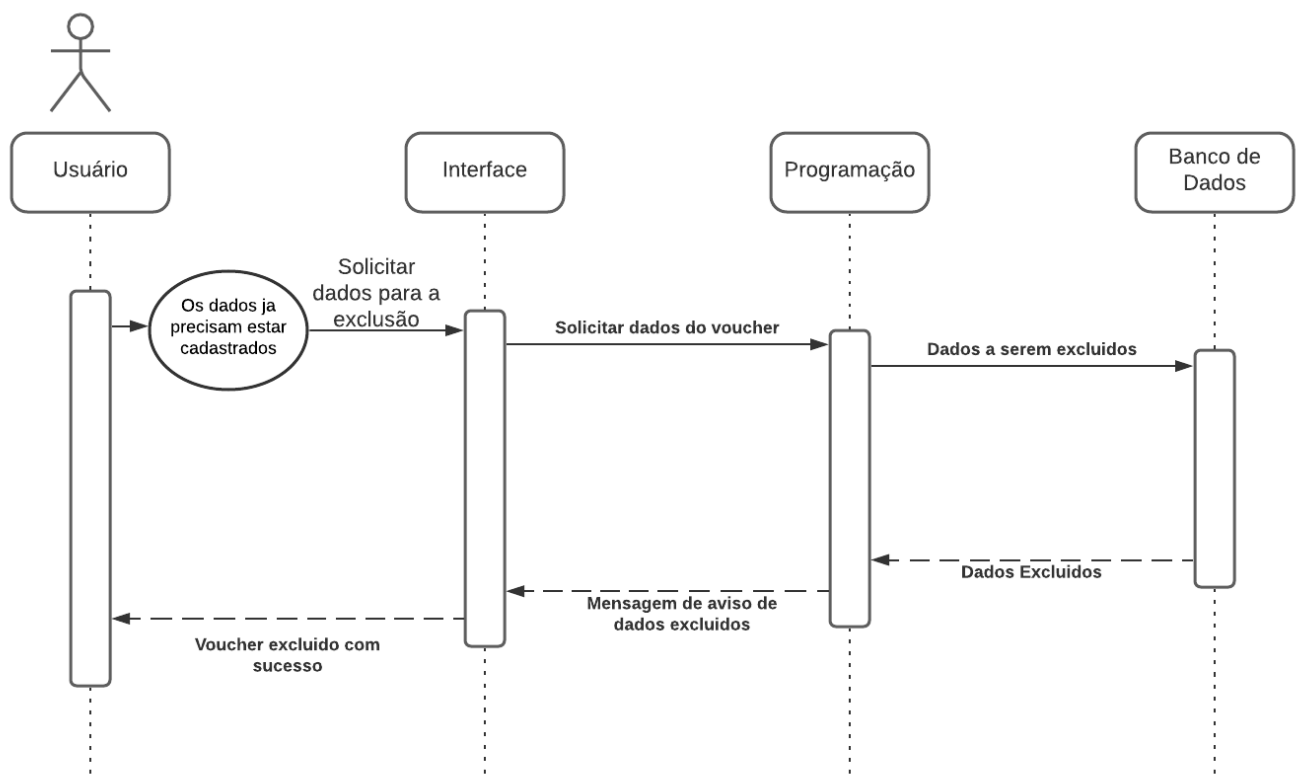 Usuário
Interface
Programação
Banco de
Dados
Os dados ja
precisam estar
cadastrados
Solicitar
dados para a
exclusão
Solicitar dados do voucher
Dados a serem excluidos
Dados Excluidos
Mensagem de aviso de
dados excluidos
Voucher excluido com
sucesso